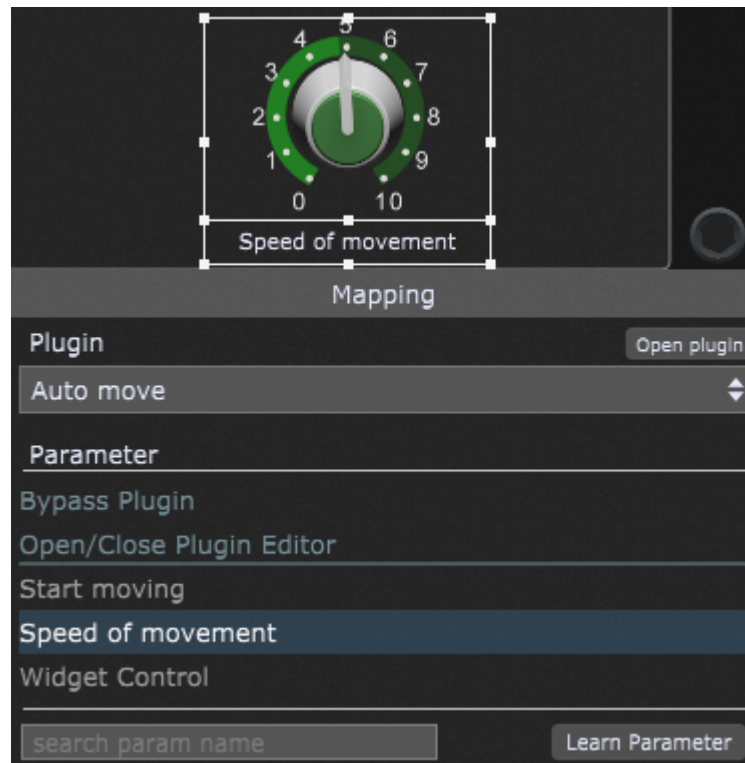 5
4 6
3 7
2 8
1 9
0 10
Speed of movement
Mapping
Plugin Open plugin
Auto move
Parameter
Bypass Plugin
Open/Close Plugin Editor
Start moving
Speed of movement
Widget Control
search param name Learn Parameter